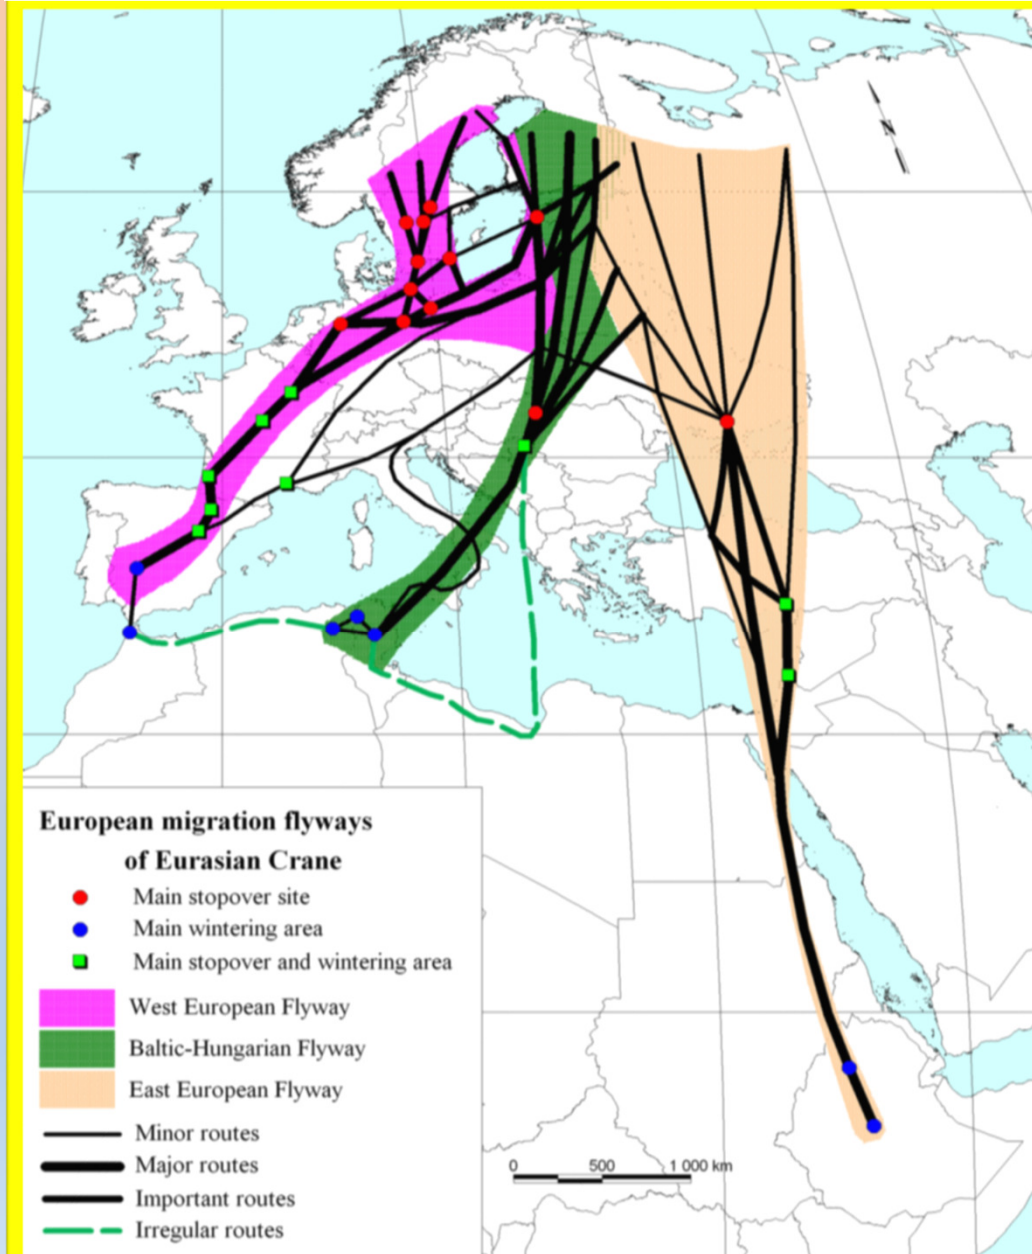 N
European migration flyways
of Eurasian Crane
Main stopover site
Main wintering area
Main stopover and wintering area
West European Flyway
Baltic-Hungarian Flyway
East European Flyway
Minor routes
Major routes
Important routes
Irregular routes
0 500 1 000 km